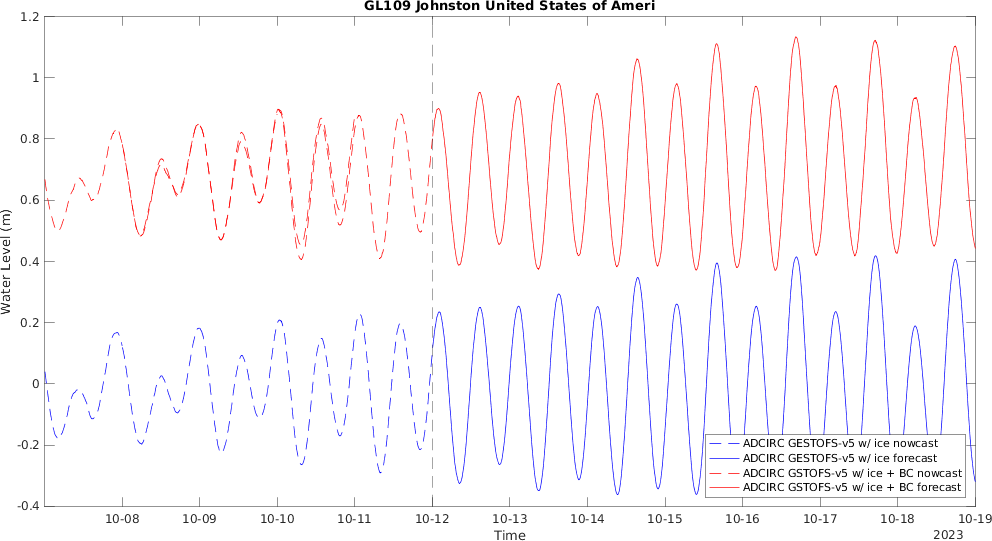 GL109 Johnston United States of Ameri
1.2
1
0.8
0.6
0.4
0.2
0
-0.2
-0.4
Water Level (m)
ADCIRC GESTOFS-v5 w/ ice nowcast
ADCIRC GESTOFS-v5 w/ ice forecast
ADCIRC GSTOFS-v5 w/ ice + BC nowcast
ADCIRC GSTOFS-v5 w/ ice + BC forecast
10-08 10-09 10-10 10-11 10-12 10-13 10-14 10-15 10-16 10-17 10-18 10-19
Time
2023